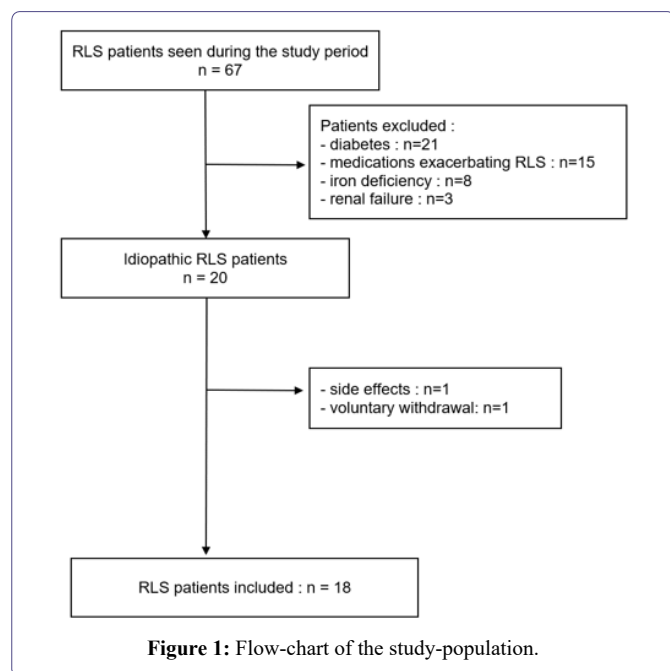 RLS patients seen during the study period
n = 67
Patients excluded :
- diabetes : n=21
- medications exacerbating RLS : n=15
- iron deficiency : n=8
- renal failure : n=3
Idiopathic RLS patients
n = 20
- side effects : n=1
- voluntary withdrawal: n=1
RLS patients included : n = 18
Figure 1: Flow-chart of the study-population.